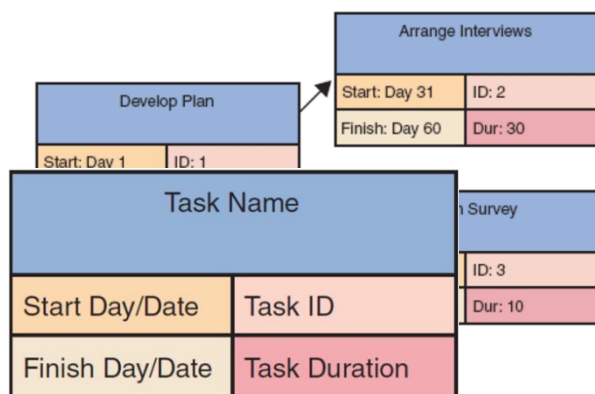 Arrange Interviews
Start: Day 31 ID: 2
Finish: Day 60 Dur: 30
Develop Plan
Start: Day 1 ID: 1
Survey
ID: 3
Dur: 10
Task Name
Start Day/Date Task ID
Finish Day/Date Task Duration